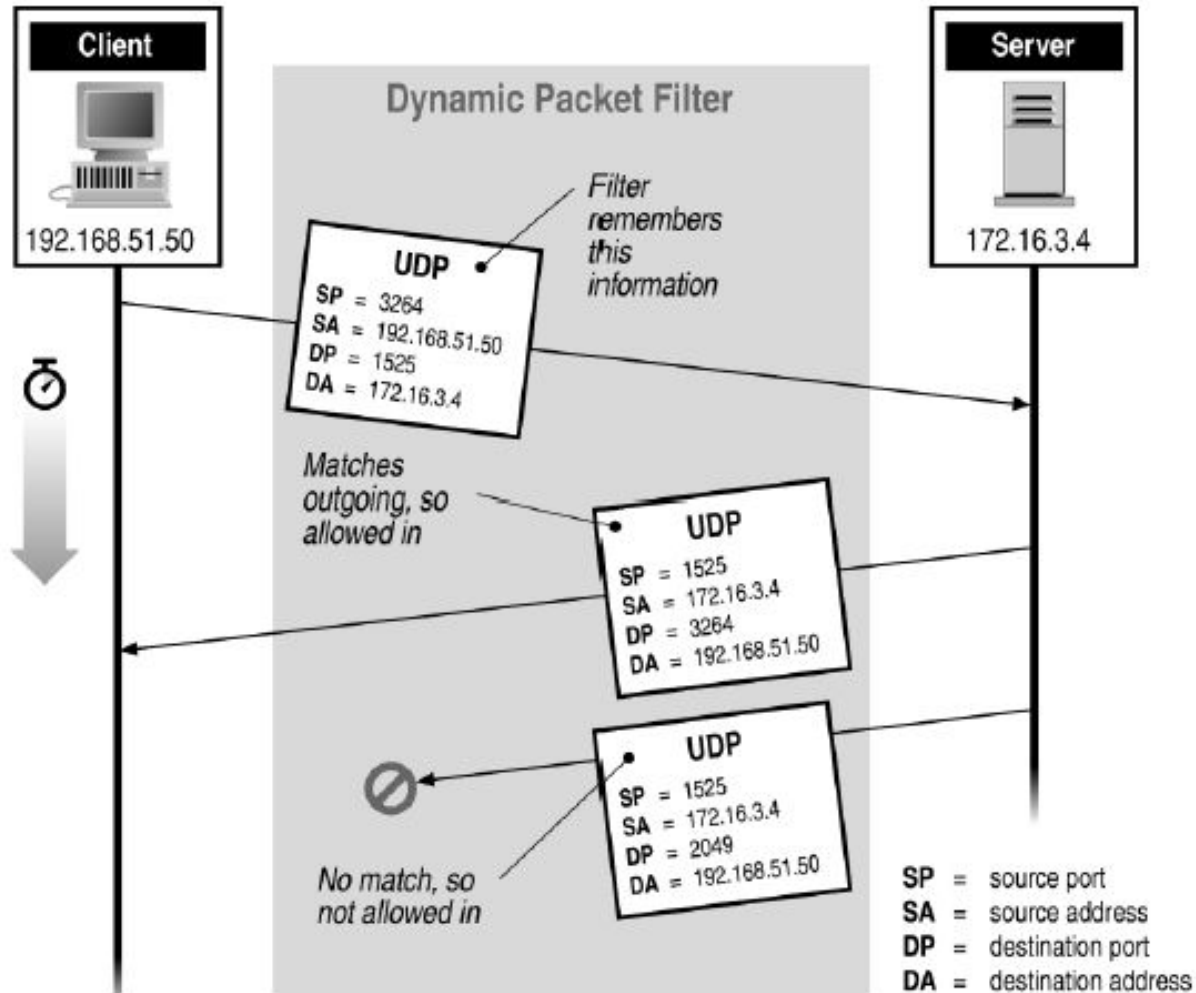 Client
192.168.51.50
Server
172.16.3.4
Dynamic Packet Filter
Filter
remembers
this
information
UDP
SP = 3264
SA = 192.168.51.50
DP = 1525
DA = 172.16.3.4
Matches
outgoing, so
allowed in
UDP
SP = 1525
SA = 172.16.3.4
DP = 3264
DA = 192.168.51.50
UDP
SP = 1525
SA = 172.16.3.4
DP = 2049
DA = 192.168.51.50
No match, so
not allowed in
SP = source port
SA = source address
DP = destination port
DA = destination address